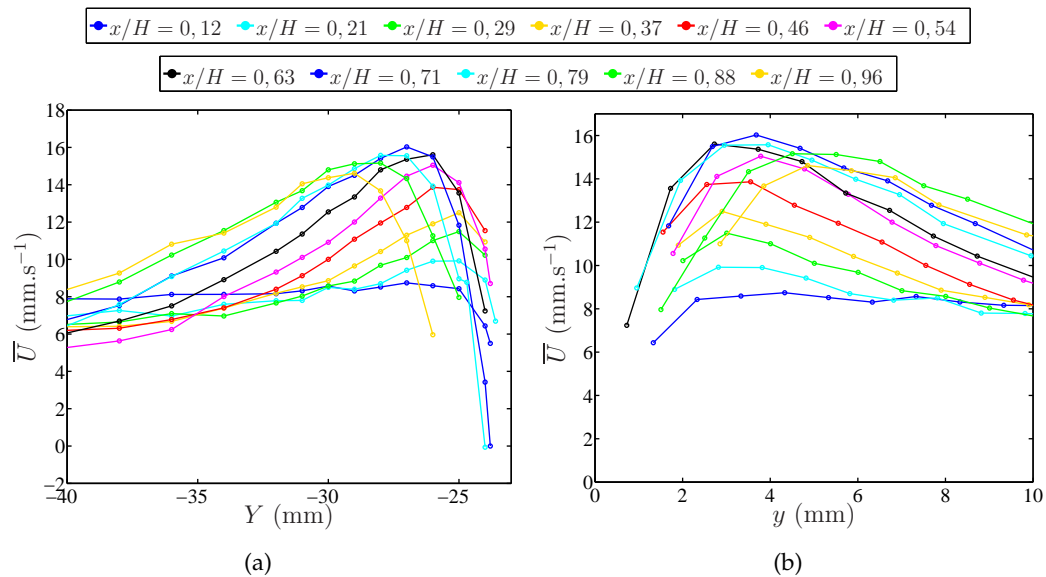 x/H = 0, 12 x/H = 0, 21 x/H = 0, 29 x/H = 0, 37 x/H = 0, 46 x/H = 0, 54
x/H = 0, 63 x/H = 0, 71 x/H = 0, 79 x/H = 0, 88 x/H = 0, 96
18
16
14
12
10
8
6
4
2
0
−2
U̅ (mm.s⁻¹)
−40 −35 −30 −25
Y (mm)
(a)
16
14
12
10
8
6
4
2
0
U̅ (mm.s⁻¹)
0 2 4 6 8 10
y (mm)
(b)